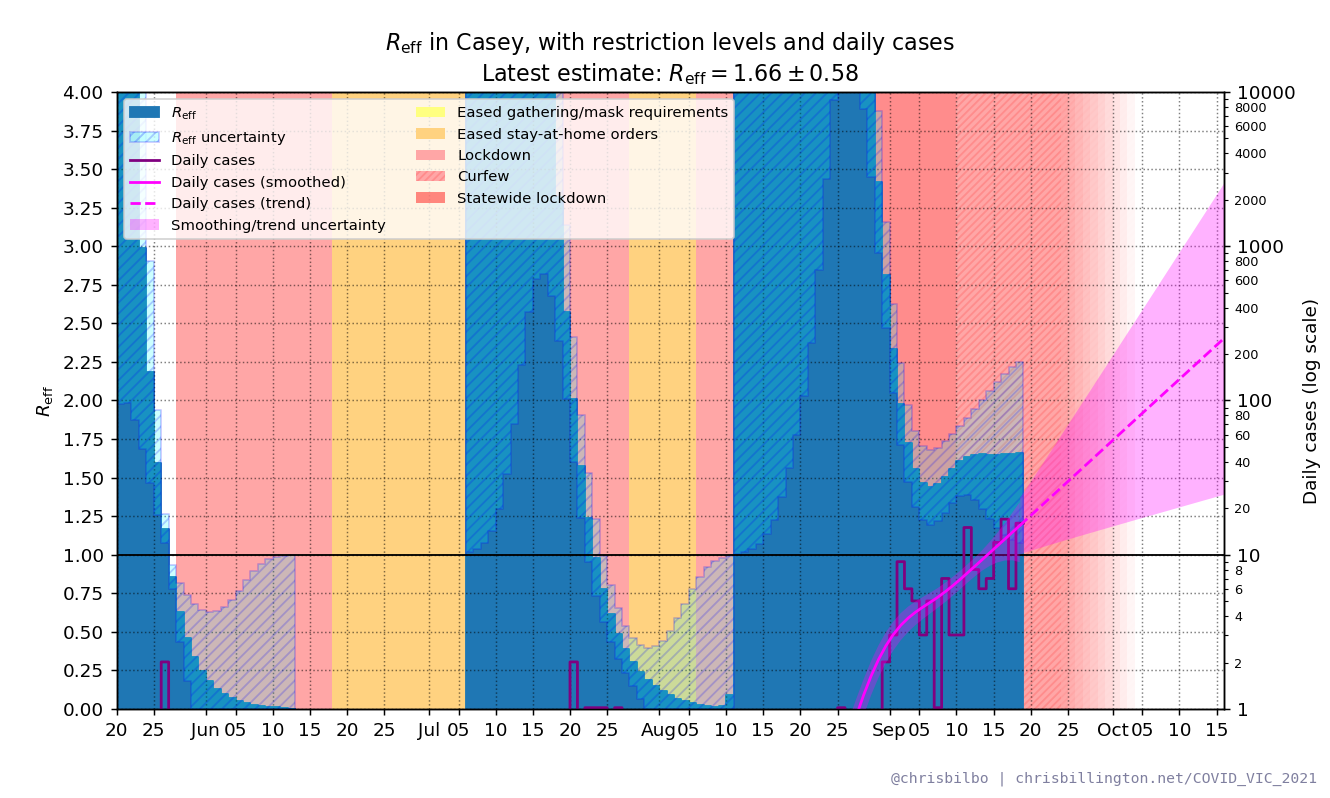 R_eff in Casey, with restriction levels and daily cases
Latest estimate: R_eff = 1.66 ± 0.58
R_eff
R_eff uncertainty
Daily cases
Daily cases (smoothed)
Daily cases (trend)
Smoothing/trend uncertainty
Eased gathering/mask requirements
Eased stay-at-home orders
Lockdown
Curfew
Statewide lockdown
R_eff
4.00
3.75
3.50
3.25
3.00
2.75
2.50
2.25
2.00
1.75
1.50
1.25
1.00
0.75
0.50
0.25
0.00
Daily cases (log scale)
10000
8000
6000
4000
2000
1000
800
600
400
200
100
80
60
40
20
10
8
6
4
2
1
20 25 Jun 05 10 15 20 25 Jul 05 10 15 20 25 Aug 05 10 15 20 25 Sep 05 10 15 20 25 Oct 05 10 15
@chrisbilbo | chrisbillington.net/COVID_VIC_2021